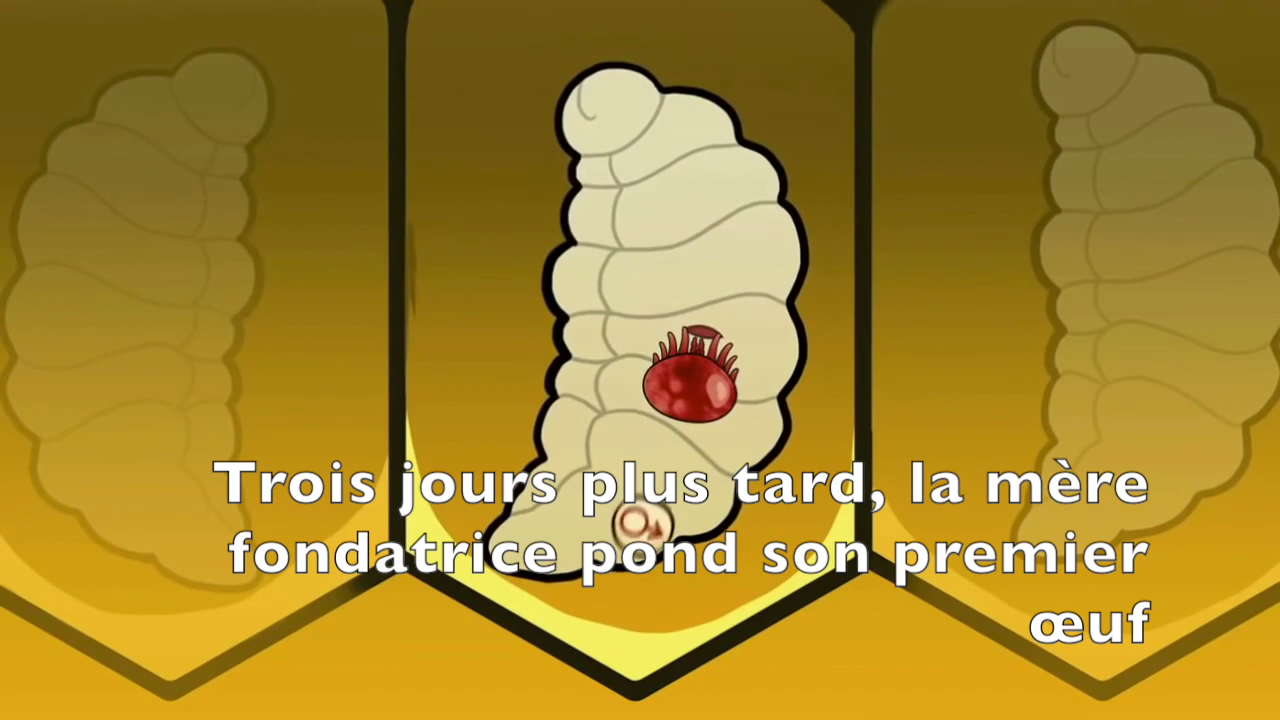 Trois jours plus tard, la mère
fondatrice pond son premier
œuf